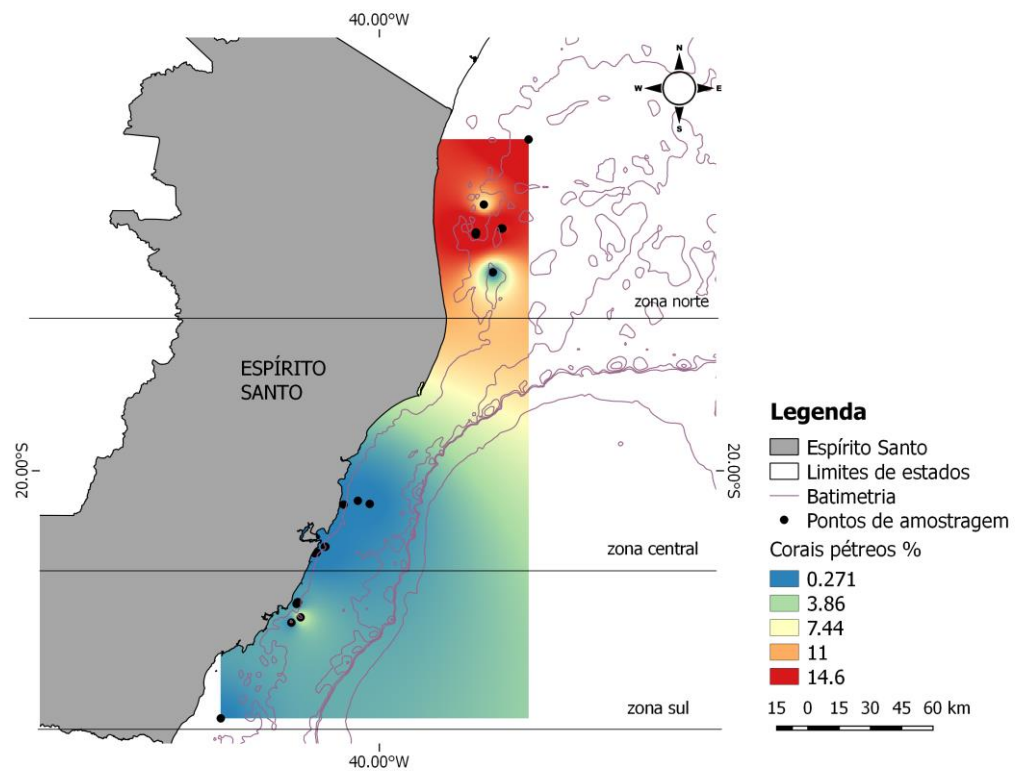 40.00°W
N
W E
S
zona norte
ESPÍRITO
SANTO
20.00°S
20.00°S
zona central
zona sul
40.00°W
Legenda
Espírito Santo
Limites de estados
Batimetria
Pontos de amostragem
Corais pétreos %
0.271
3.86
7.44
11
14.6
15 0 15 30 45 60 km